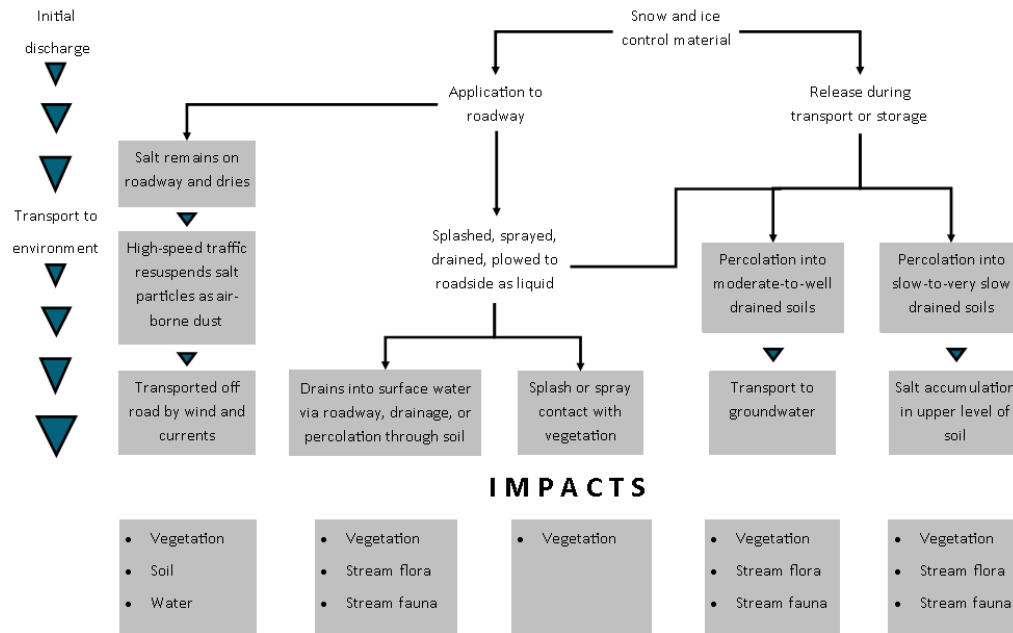 Initial
discharge
Transport to
environment
Snow and ice
control material
Application to
roadway
Release during
transport or storage
Salt remains on
roadway and dries
High-speed traffic
resuspends salt
particles as air-
borne dust
Transported off
road by wind and
currents
Splashed, sprayed,
drained, plowed to
roadside as liquid
Drains into surface water
via roadway, drainage, or
percolation through soil
Splash or spray
contact with
vegetation
Percolation into
moderate-to-well
drained soils
Transport to
groundwater
Percolation into
slow-to-very slow
drained soils
Salt accumulation
in upper level of
soil
IMPACTS
• Vegetation
• Soil
• Water
• Vegetation
• Stream flora
• Stream fauna
• Vegetation
• Vegetation
• Stream flora
• Stream fauna
• Vegetation
• Stream flora
• Stream fauna